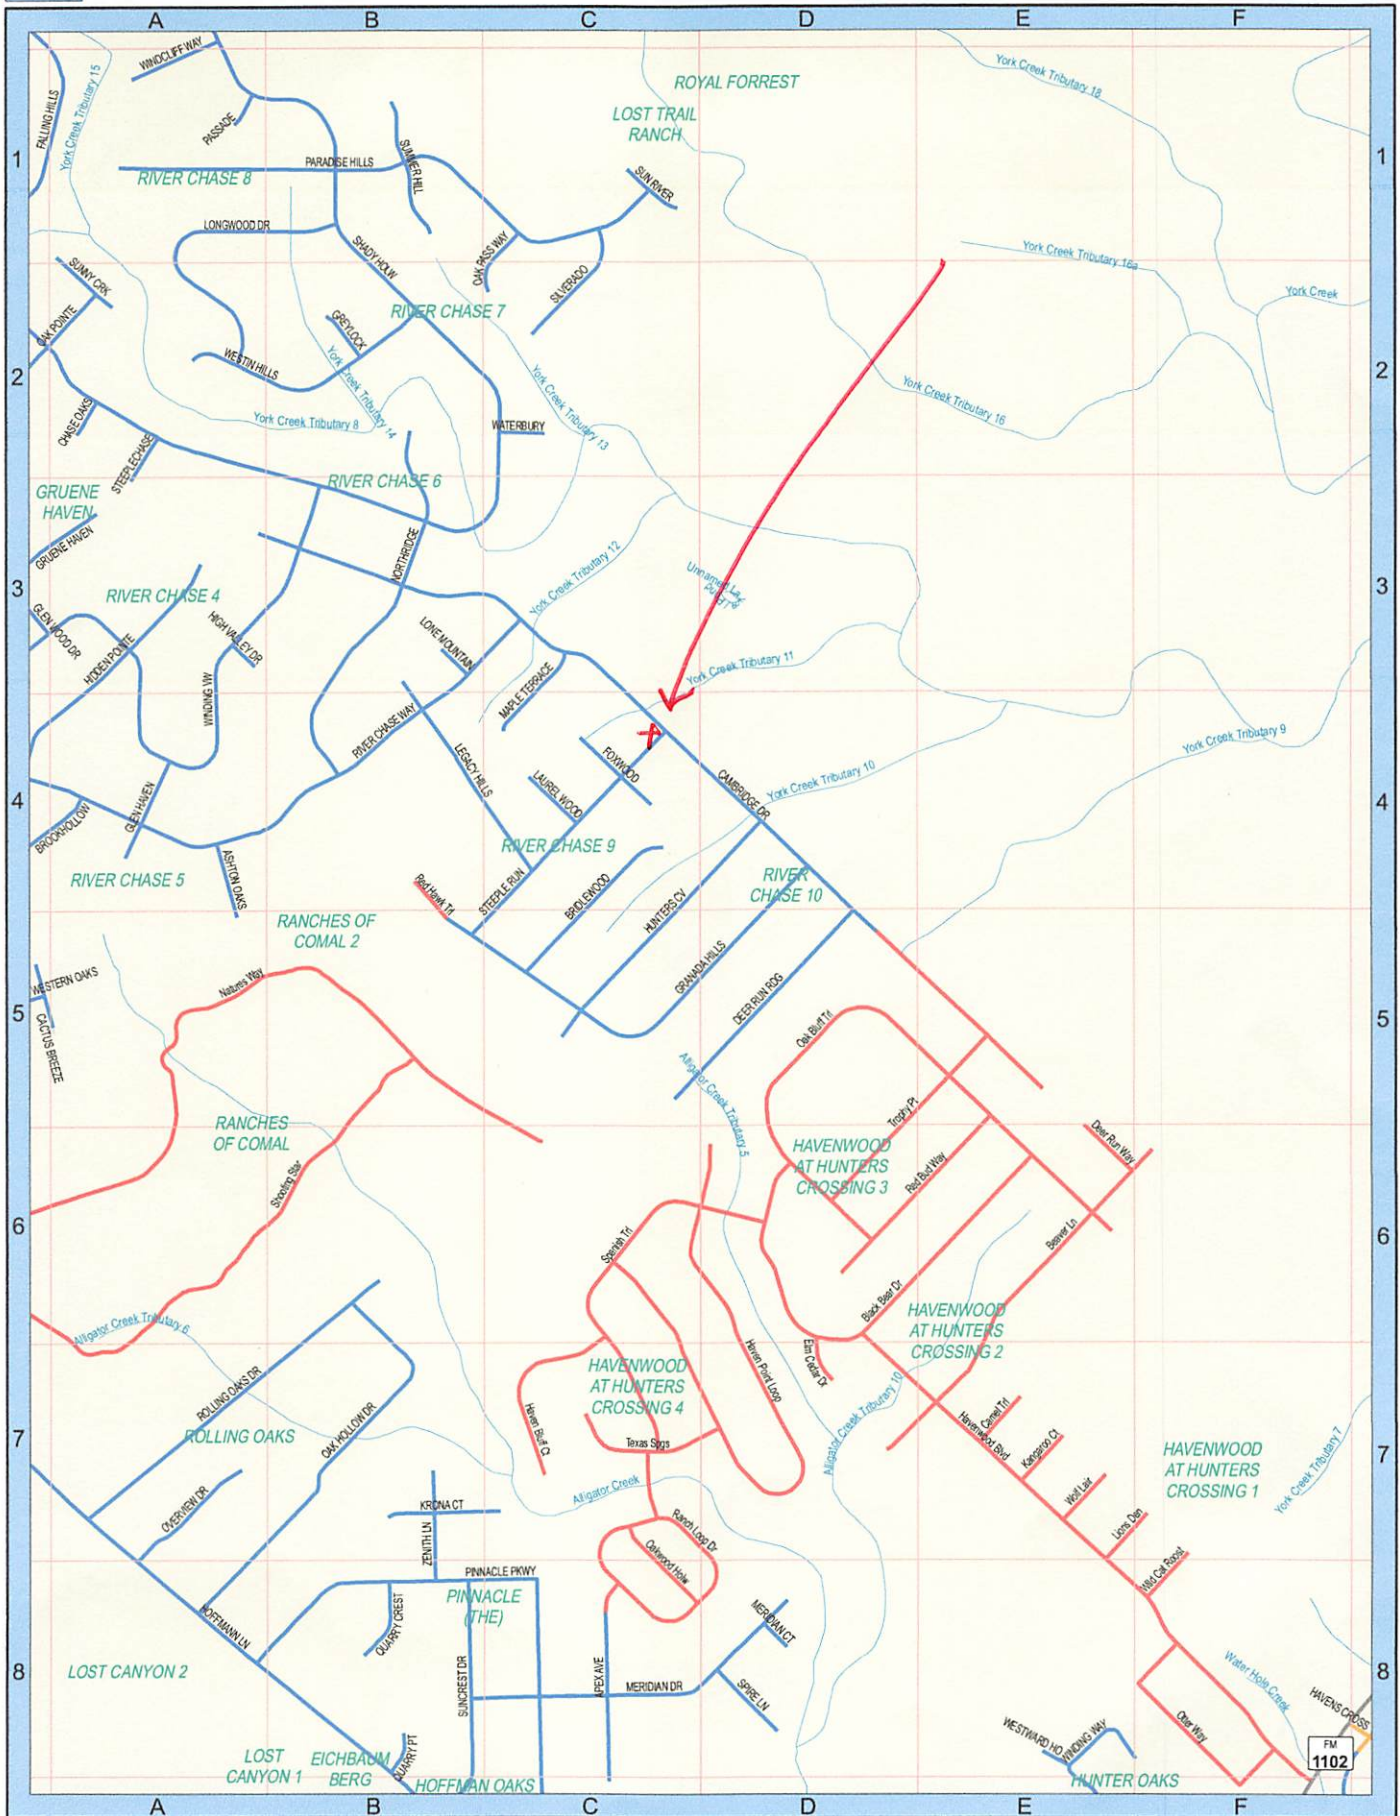 A B C D E F
WINDCLIFF WAY
York Creek Tributary 15
FALLING HILLS
PASSADE
ROYAL FORREST
LOST TRAIL
RANCH
York Creek Tributary 18
1 1
PARADISE HILLS
SUMMER HILL
RIVER CHASE 8
SUN RIVER
LONGWOOD DR
SHADY HOLW
OAK PASS WAY
SILVERADO
York Creek Tributary 16a
York Creek
SUNNY CRK
OAK POINTE
RIVER CHASE 7
GREYLOCK
WESTIN HILLS
York Creek Tributary 14
2 2
York Creek Tributary 13
York Creek Tributary 16
CHASE OAKS
York Creek Tributary 8
WATERBURY
STEEPLECHASE
RIVER CHASE 6
GRUENE
HAVEN
GRUENE HAVEN
NORTHRIDGE
York Creek Tributary 12
3 3
RIVER CHASE 4
GLEN WOOD DR
HIDDEN POINTE
HIGH VALLEY DR
LONE MOUNTAIN
MAPLE TERRACE
York Creek Tributary 11
WINDING VW
RIVER CHASE WAY
LEGACY HILLS
X
FOXWOOD
LAUREL WOOD
CAMBRIDGE DR
York Creek Tributary 10
York Creek Tributary 9
4 4
BROOKHOLLOW
GLEN HAVEN
RIVER CHASE 9
RIVER CHASE 5
ASHTON OAKS
Red Hawk Trl
STEEPLE RUN
BRIDLEWOOD
HUNTERS CV
RIVER
CHASE 10
RANCHES OF
COMAL 2
WESTERN OAKS
CACTUS BREEZE
Natures Way
GRANADA HILLS
DEER RUN RDG
5 5
Oak Bluff Trl
Alligator Creek Tributary 5
RANCHES
OF COMAL
Trophy Pt
Deer Run Way
HAVENWOOD
AT HUNTERS
CROSSING 3
Red Bud Way
Shooting Star
6 6
Spanish Trl
Beaver Ln
Black Bear Dr
HAVENWOOD
AT HUNTERS
CROSSING 2
Alligator Creek Tributary 6
Elm Cedar Dr
Haven Point Loop
HAVENWOOD
AT HUNTERS
CROSSING 4
ROLLING OAKS DR
ROLLING OAKS
OAK HOLLOW DR
Haven Bluff Ct
Texas Spgs
Alligator Creek Tributary 10
Camel Trl
Havenwood Blvd
Kangaroo Ct
7 7
HAVENWOOD
AT HUNTERS
CROSSING 1
York Creek Tributary 7
Wolf Lair
Alligator Creek
OVERVIEW DR
KRONA CT
ZENITH LN
Lions Den
Ranch Loop Dr
Oakwood Holw
Wild Cat Roost
PINNACLE PKWY
PINNACLE
(THE)
QUARRY CREST
HOFFMANN LN
MERIDIAN CT
8 8
LOST CANYON 2
SUNCREST DR
APEX AVE
MERIDIAN DR
SPIRE LN
Water Hole Creek
Otter Way
HAVENS CROSS
WESTWARD HO
WINDING WAY
FM
1102
LOST
CANYON 1
EICHBAUM
BERG
QUARRY PT
HOFFMAN OAKS
HUNTER OAKS
A B C D E F